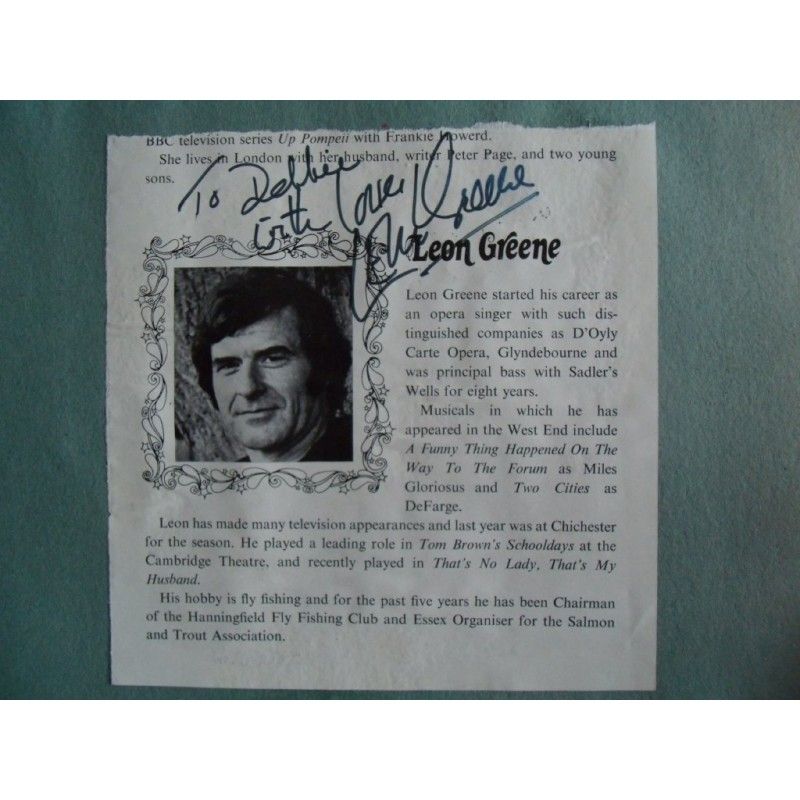 BBC television series Up Pompeii with Frankie Howerd.
She lives in London with her husband, writer Peter Page, and two young
sons.
To Debbie
with love
Leon Greene
Leon Greene
Leon Greene started his career as
an opera singer with such dis-
tinguished companies as D'Oyly
Carte Opera, Glyndebourne and
was principal bass with Sadler's
Wells for eight years.
Musicals in which he has
appeared in the West End include
A Funny Thing Happened On The
Way To The Forum as Miles
Gloriosus and Two Cities as
DeFarge.
Leon has made many television appearances and last year was at Chichester
for the season. He played a leading role in Tom Brown's Schooldays at the
Cambridge Theatre, and recently played in That's No Lady, That's My
Husband.
His hobby is fly fishing and for the past five years he has been Chairman
of the Hanningfield Fly Fishing Club and Essex Organiser for the Salmon
and Trout Association.